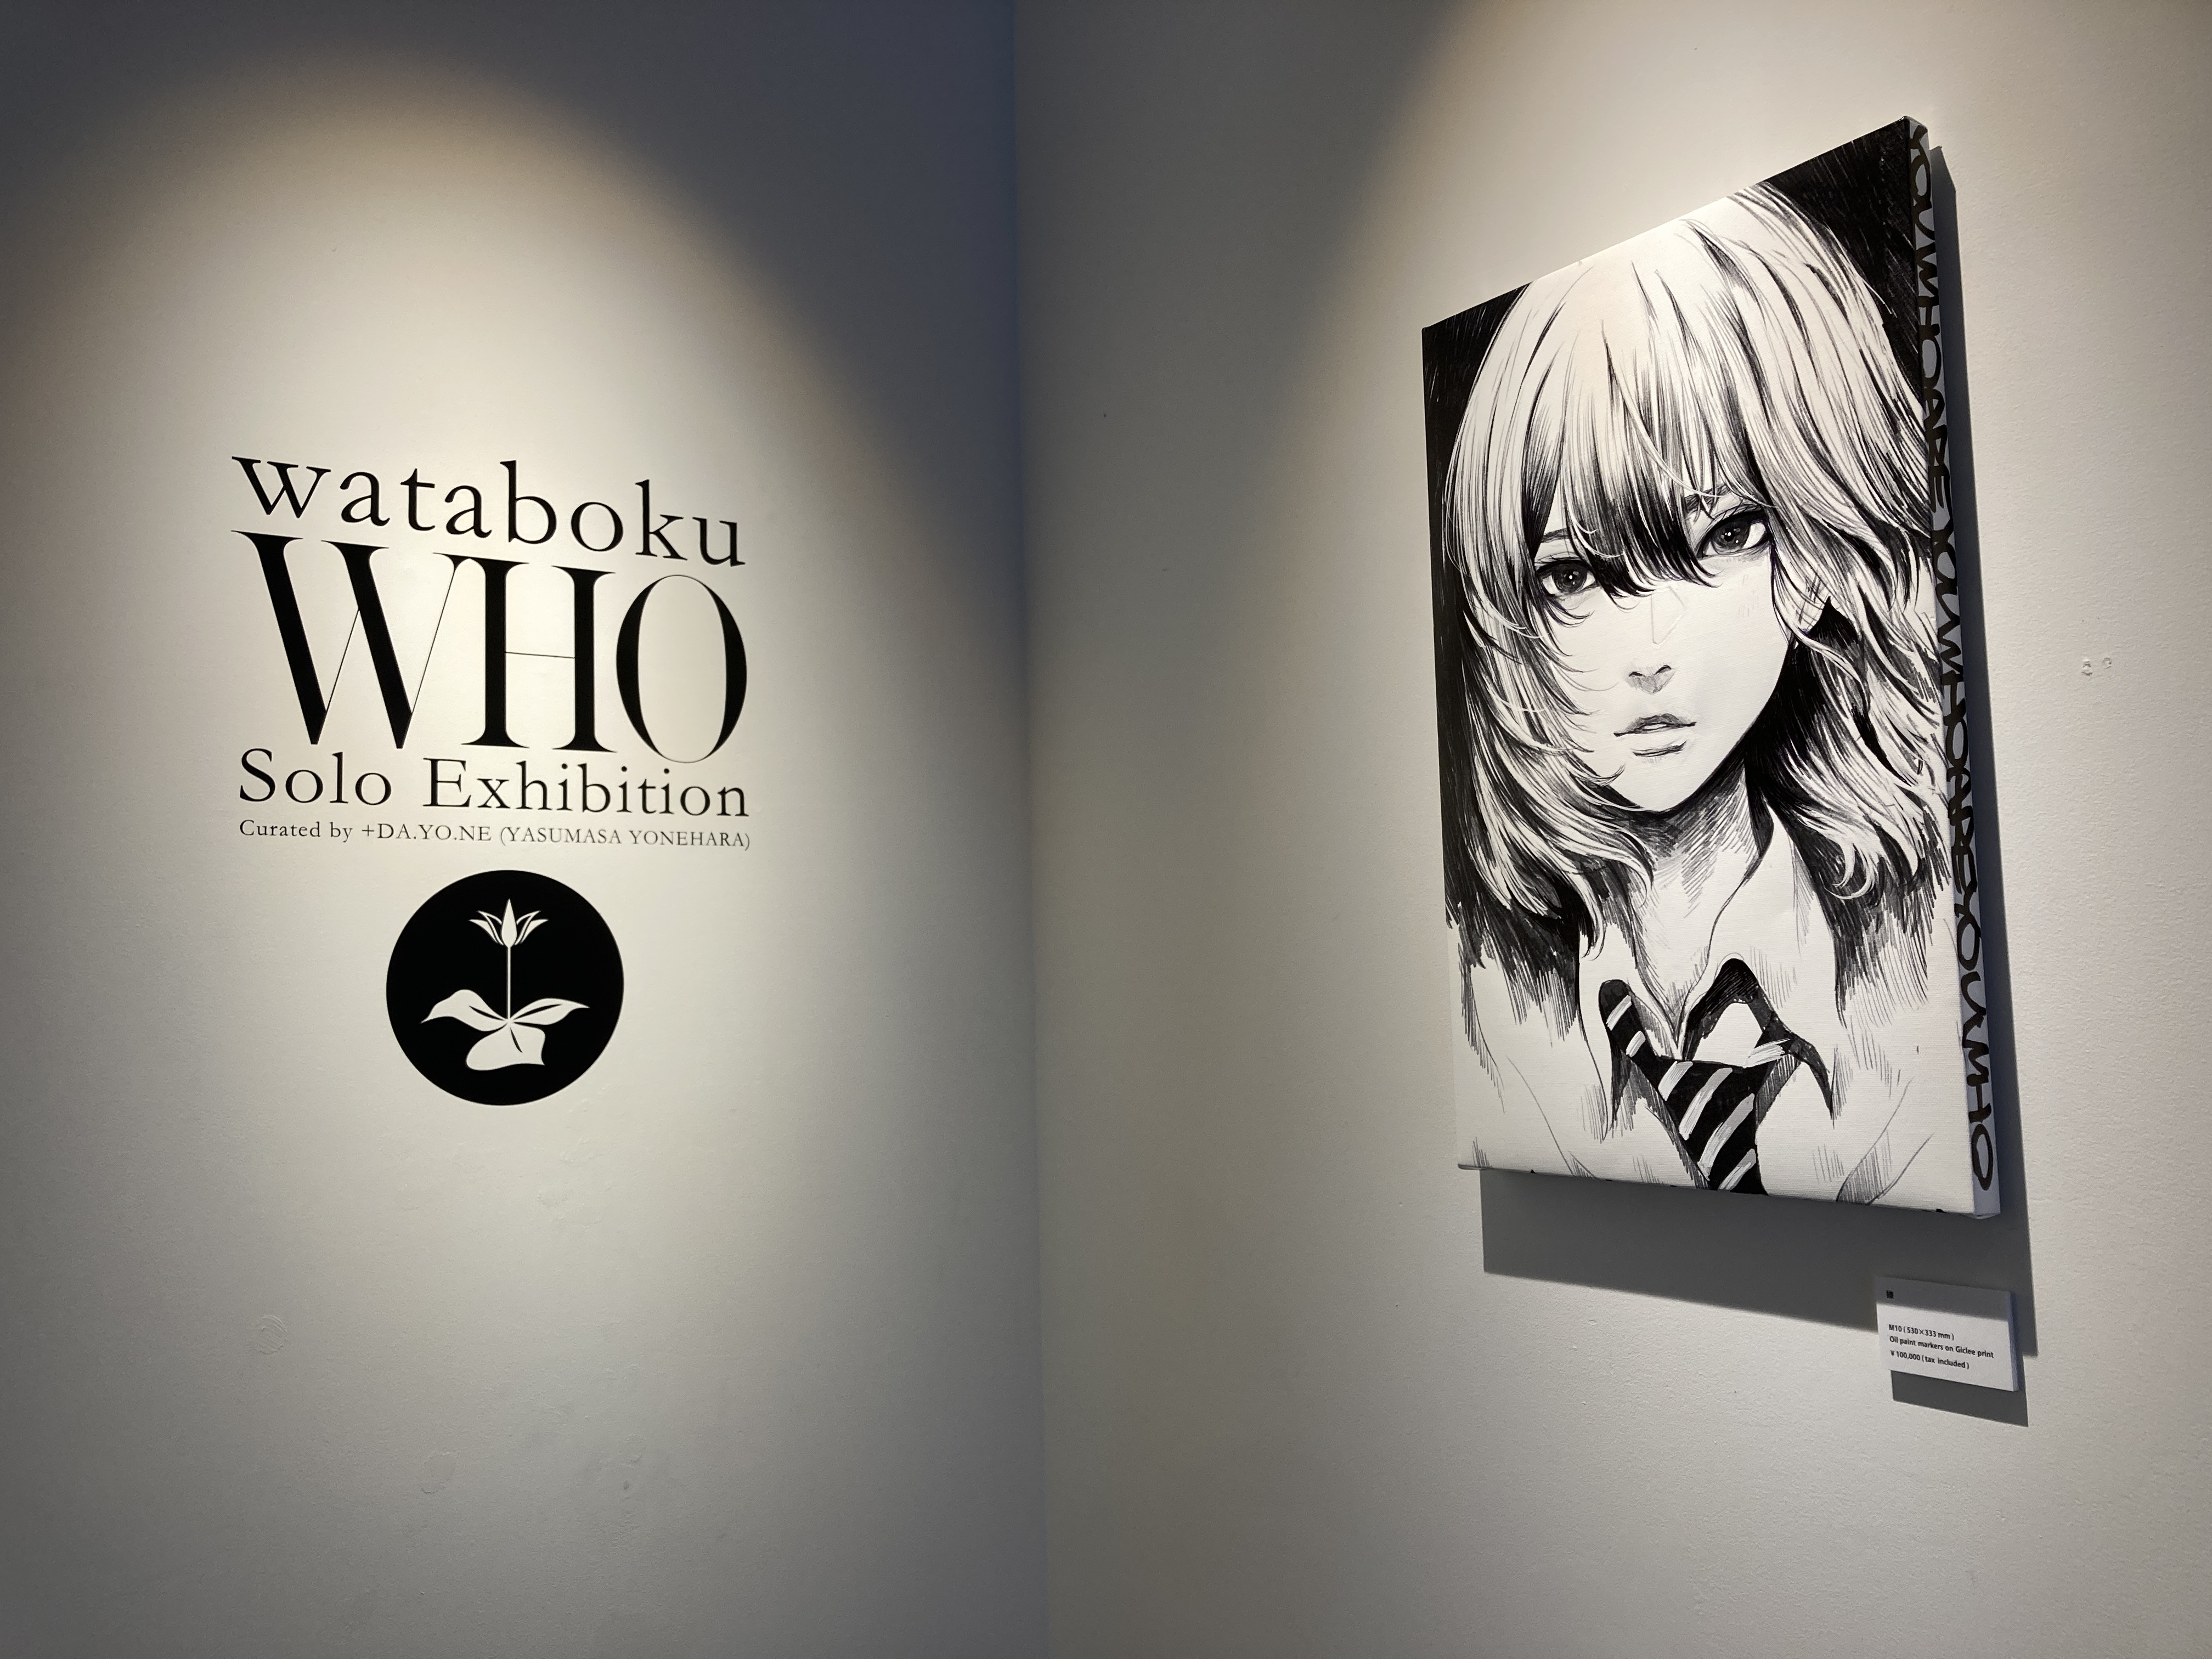 wataboku
WHO
Solo Exhibition
Curated by +DA.YO.NE (YASUMASA YONEHARA)
YOUWHOAREYOUWHOAREYOUWHO
M10 ( 530×333 mm )
Oil paint markers on Giclee print
¥ 100,000 ( tax included )